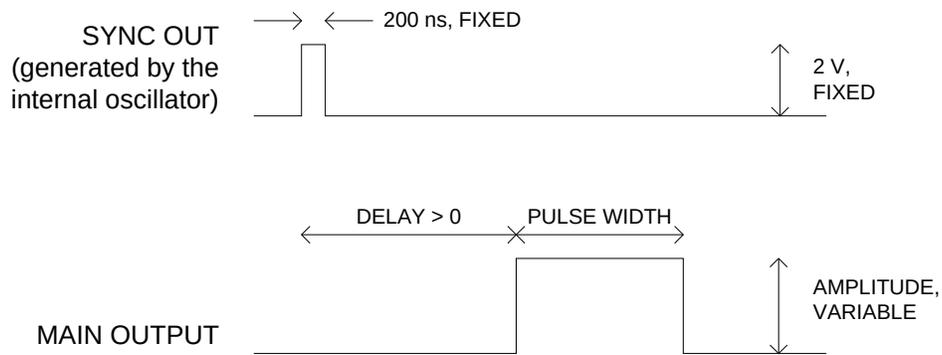 200 ns, FIXED
SYNC OUT
(generated by the
internal oscillator)
2 V,
FIXED
DELAY > 0
PULSE WIDTH
AMPLITUDE,
VARIABLE
MAIN OUTPUT